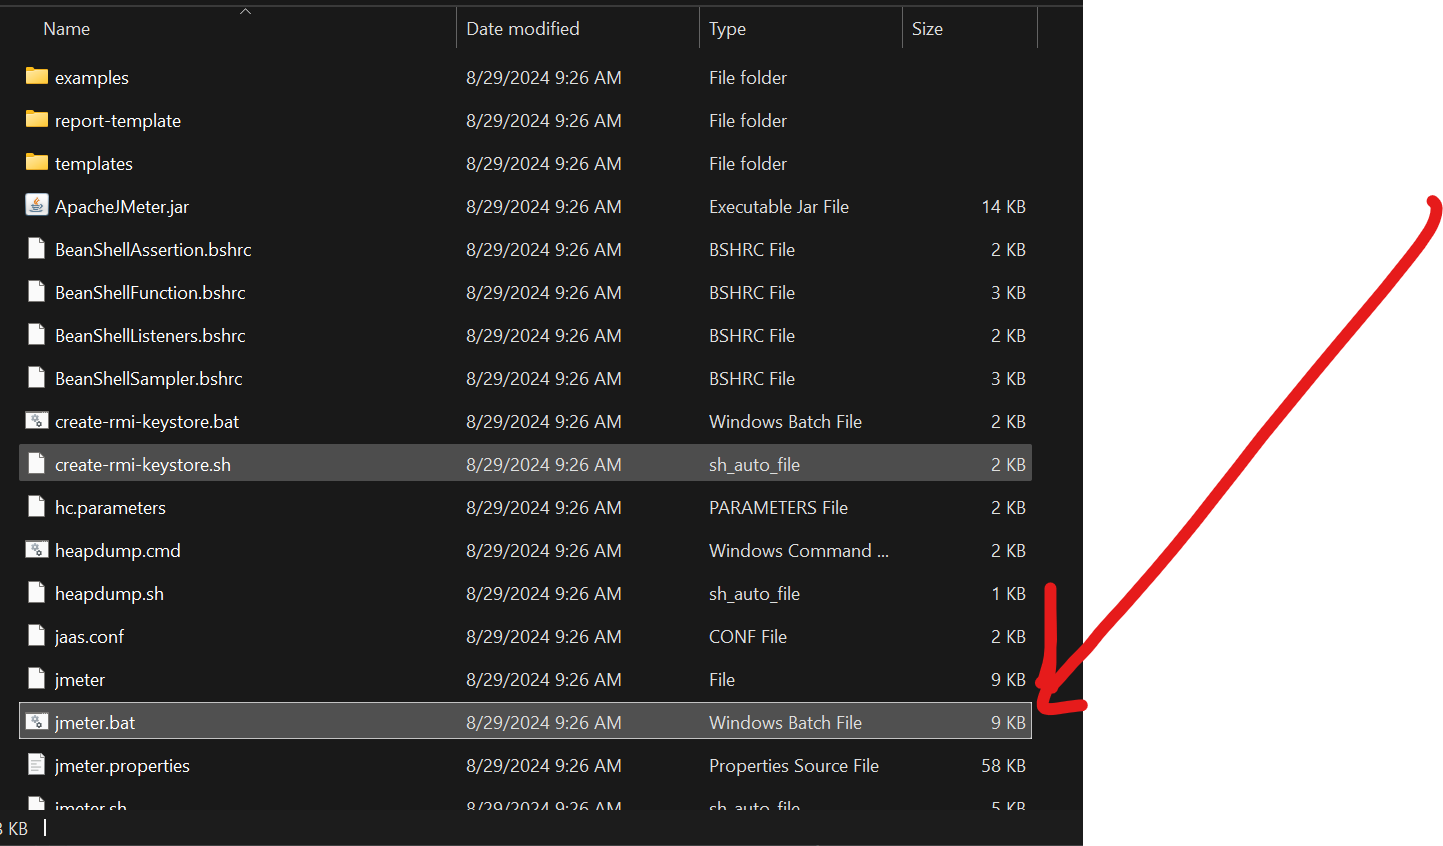 Name Date modified Type Size
examples 8/29/2024 9:26 AM File folder
report-template 8/29/2024 9:26 AM File folder
templates 8/29/2024 9:26 AM File folder
ApacheJMeter.jar 8/29/2024 9:26 AM Executable Jar File 14 KB
BeanShellAssertion.bshrc 8/29/2024 9:26 AM BSHRC File 2 KB
BeanShellFunction.bshrc 8/29/2024 9:26 AM BSHRC File 3 KB
BeanShellListeners.bshrc 8/29/2024 9:26 AM BSHRC File 2 KB
BeanShellSampler.bshrc 8/29/2024 9:26 AM BSHRC File 3 KB
create-rmi-keystore.bat 8/29/2024 9:26 AM Windows Batch File 2 KB
create-rmi-keystore.sh 8/29/2024 9:26 AM sh_auto_file 2 KB
hc.parameters 8/29/2024 9:26 AM PARAMETERS File 2 KB
heapdump.cmd 8/29/2024 9:26 AM Windows Command ... 2 KB
heapdump.sh 8/29/2024 9:26 AM sh_auto_file 1 KB
jaas.conf 8/29/2024 9:26 AM CONF File 2 KB
jmeter 8/29/2024 9:26 AM File 9 KB
jmeter.bat 8/29/2024 9:26 AM Windows Batch File 9 KB
jmeter.properties 8/29/2024 9:26 AM Properties Source File 58 KB
jmeter.sh 8/29/2024 9:26 AM sh_auto_file 5 KB
KB